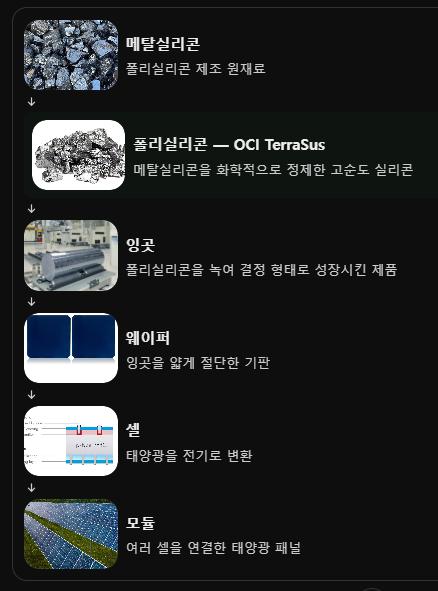 메탈실리콘
폴리실리콘 제조 원재료
↓
폴리실리콘 — OCI TerraSus
메탈실리콘을 화학적으로 정제한 고순도 실리콘
↓
잉곳
폴리실리콘을 녹여 결정 형태로 성장시킨 제품
↓
웨이퍼
잉곳을 얇게 절단한 기판
↓
셀
태양광을 전기로 변환
↓
모듈
여러 셀을 연결한 태양광 패널